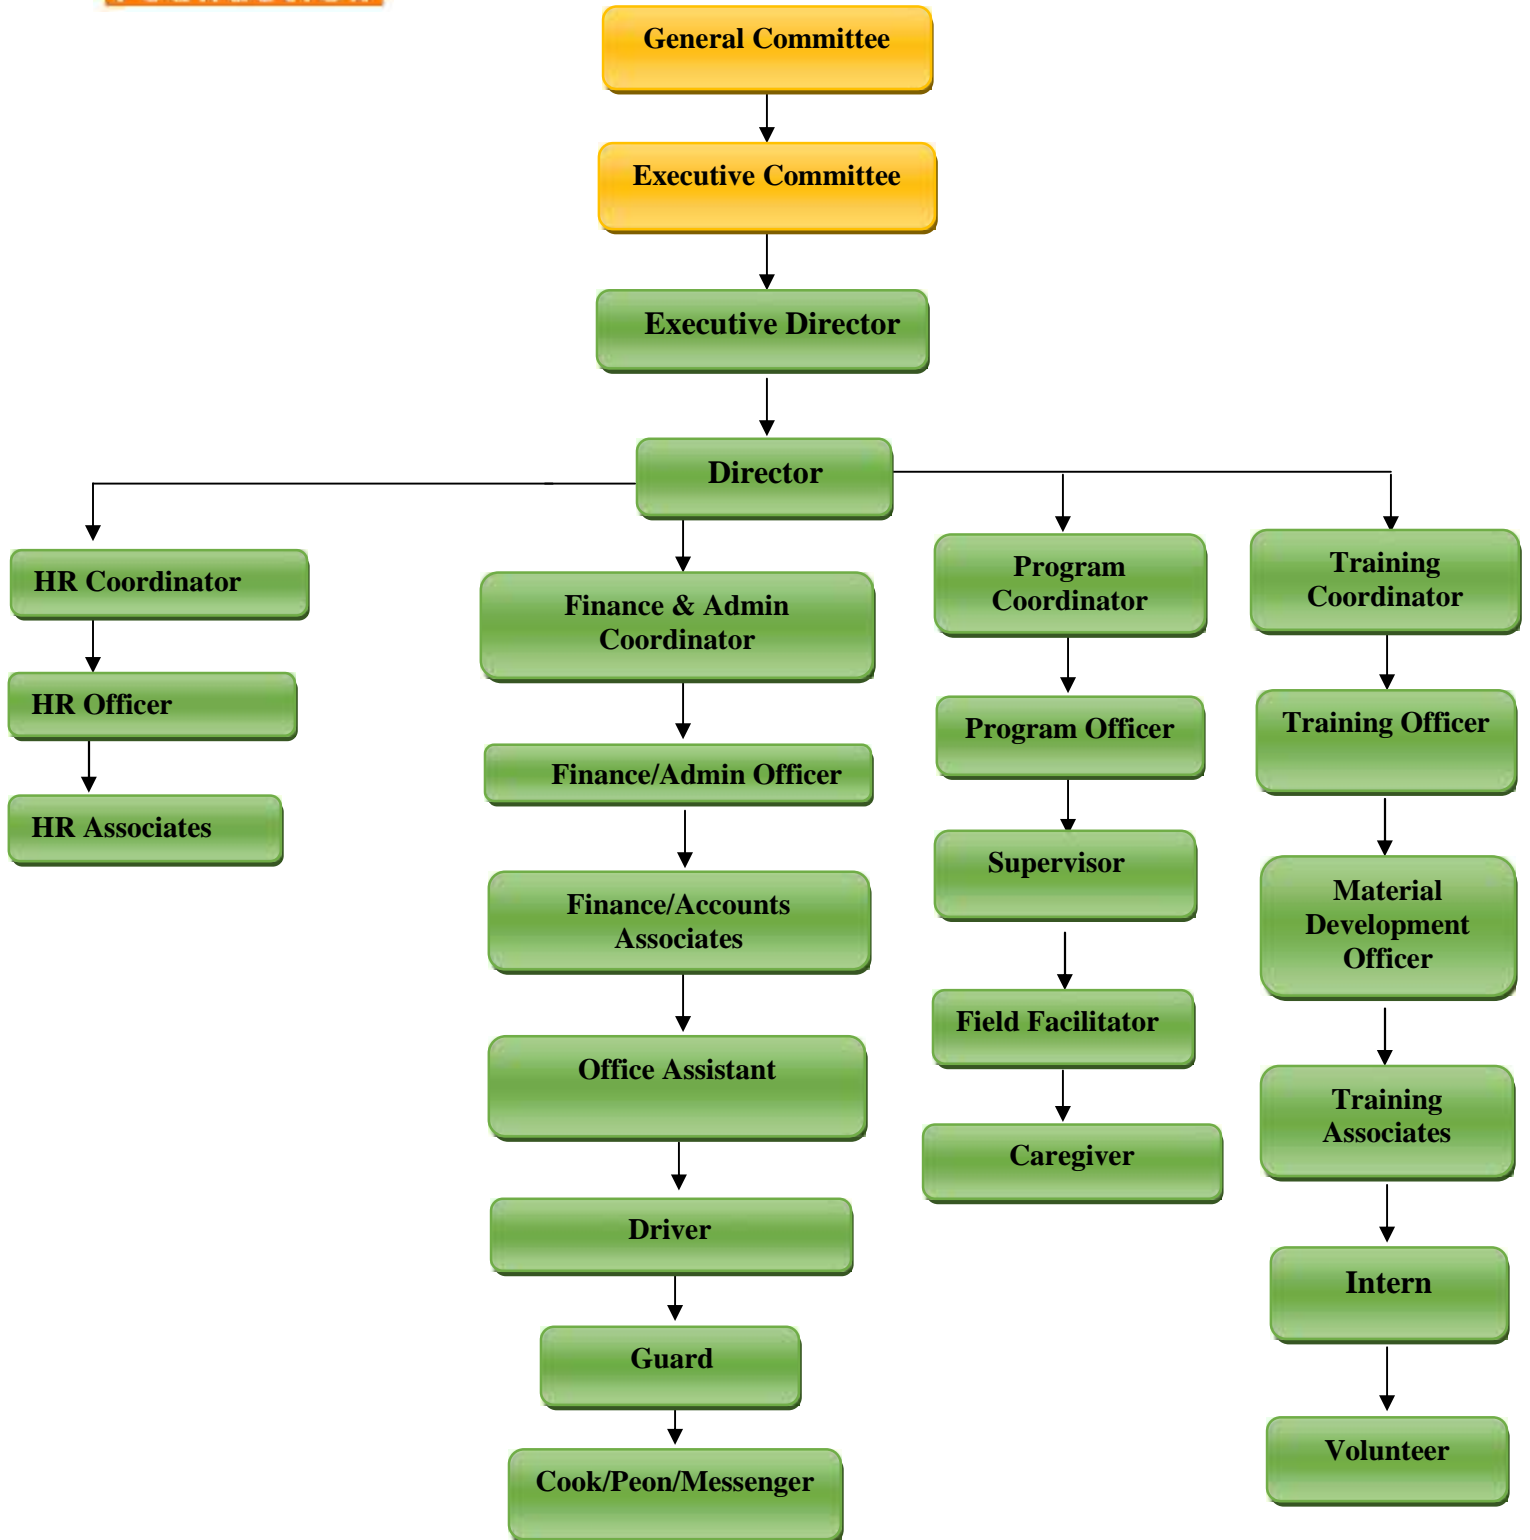 General Committee
Executive Committee
Executive Director
Director
HR Coordinator
HR Officer
HR Associates
Finance & Admin
Coordinator
Finance/Admin Officer
Finance/Accounts
Associates
Office Assistant
Driver
Guard
Cook/Peon/Messenger
Program
Coordinator
Program Officer
Supervisor
Field Facilitator
Caregiver
Training
Coordinator
Training Officer
Material
Development
Officer
Training
Associates
Intern
Volunteer